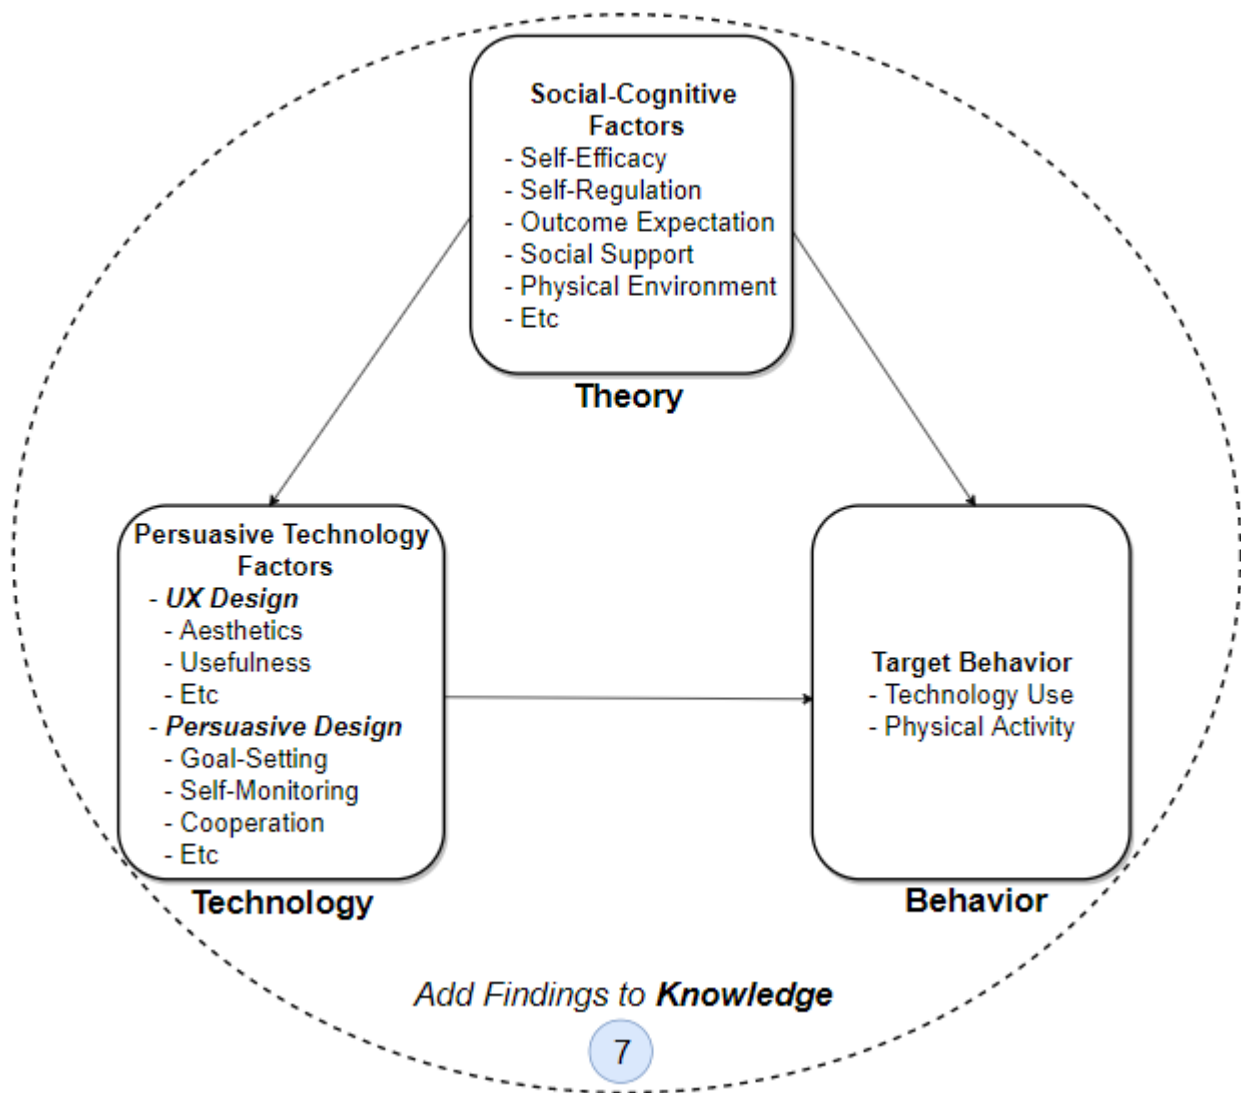 Social-Cognitive
Factors
- Self-Efficacy
- Self-Regulation
- Outcome Expectation
- Social Support
- Physical Environment
- Etc
Theory
Persuasive Technology
Factors
- UX Design
- Aesthetics
- Usefulness
- Etc
- Persuasive Design
- Goal-Setting
- Self-Monitoring
- Cooperation
- Etc
Technology
Target Behavior
- Technology Use
- Physical Activity
Behavior
Add Findings to Knowledge
7